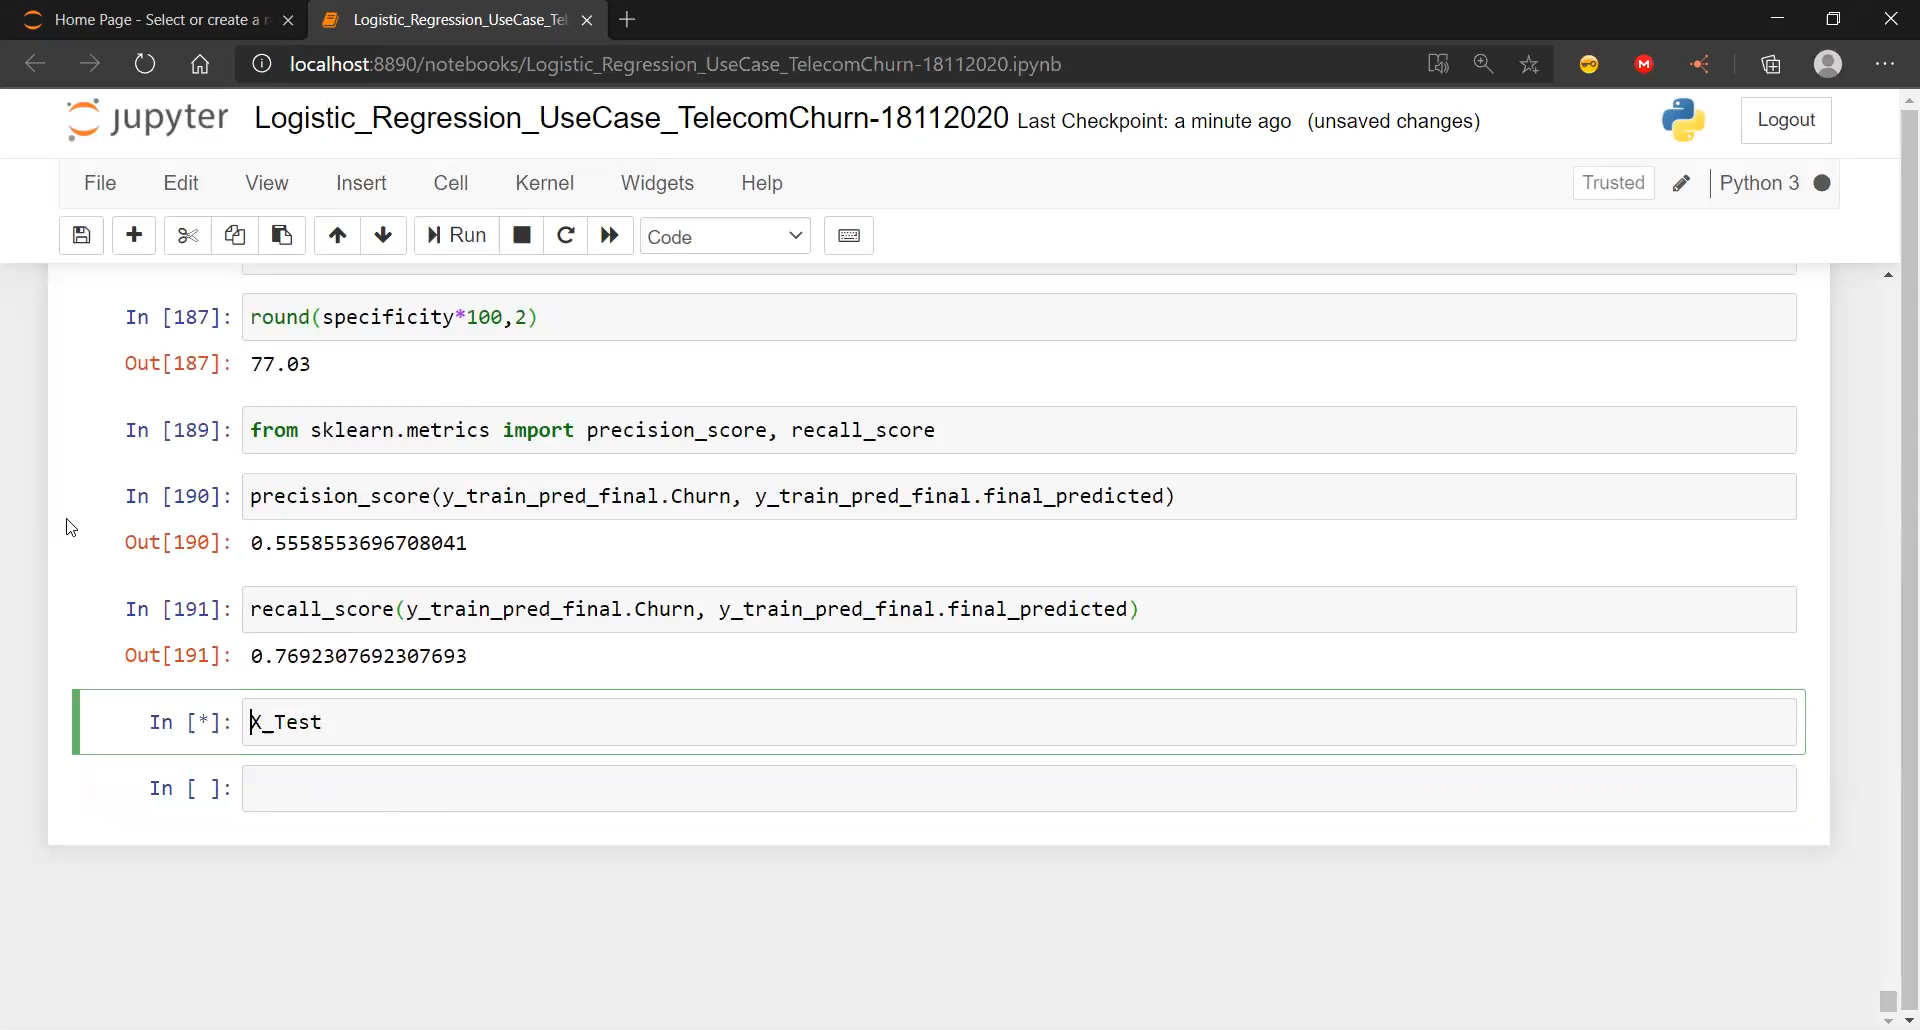 Home Page - Select or create a n
Logistic_Regression_UseCase_Tel
localhost:8890/notebooks/Logistic_Regression_UseCase_TelecomChurn-18112020.ipynb
jupyter Logistic_Regression_UseCase_TelecomChurn-18112020 Last Checkpoint: a minute ago (unsaved changes)
Logout
File Edit View Insert Cell Kernel Widgets Help
Trusted
Python 3
Run
Code
In [187]: round(specificity*100,2)
Out[187]: 77.03
In [189]: from sklearn.metrics import precision_score, recall_score
In [190]: precision_score(y_train_pred_final.Churn, y_train_pred_final.final_predicted)
Out[190]: 0.5558553696708041
In [191]: recall_score(y_train_pred_final.Churn, y_train_pred_final.final_predicted)
Out[191]: 0.7692307692307693
In [*]: X_Test
In [ ]: